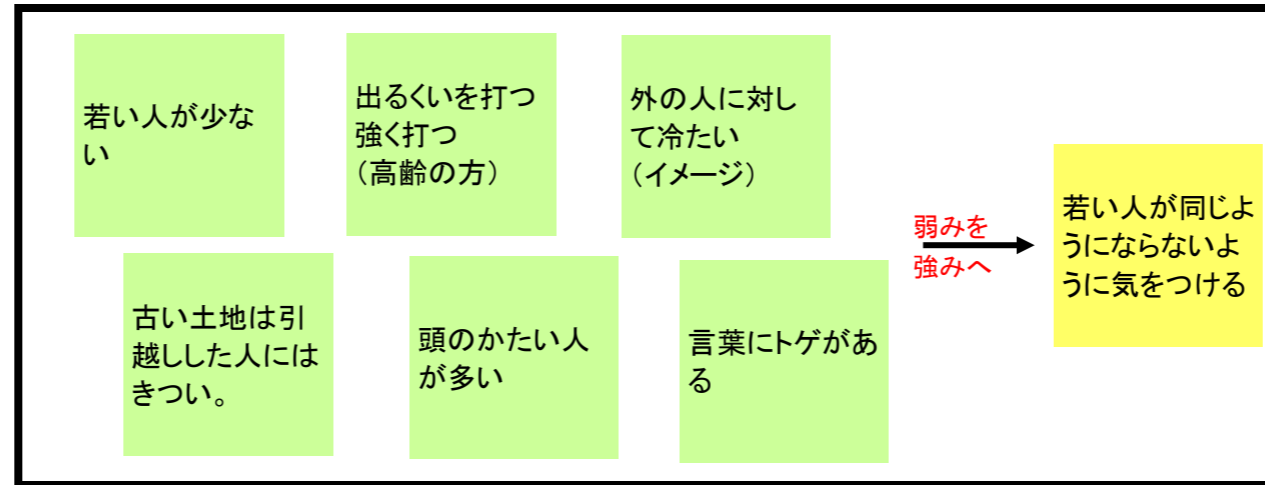 若い人が少な
い
出るくいを打つ
強く打つ
（高齢の方）
外の人に対し
て冷たい
（イメージ）
古い土地は引
越しした人には
きつい。
頭のかたい人
が多い
言葉にトゲがあ
る
弱みを
強みへ
若い人が同じよ
うにならないよ
うに気をつける